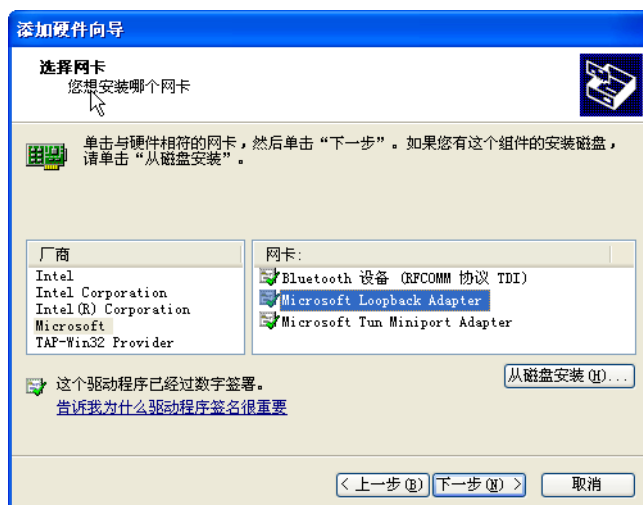 添加硬件向导
选择网卡
您想安装哪个网卡
单击与硬件相符的网卡，然后单击“下一步”。如果您有这个组件的安装磁盘，
请单击“从磁盘安装”。
厂商
Intel
Intel Corporation
Intel(R) Corporation
Microsoft
TAP-Win32 Provider
网卡:
Bluetooth 设备 (RFCOMM 协议 TDI)
Microsoft Loopback Adapter
Microsoft Tun Miniport Adapter
这个驱动程序已经过数字签署。
告诉我为什么驱动程序签名很重要
从磁盘安装(H)...
< 上一步(B)
下一步(N) >
取消